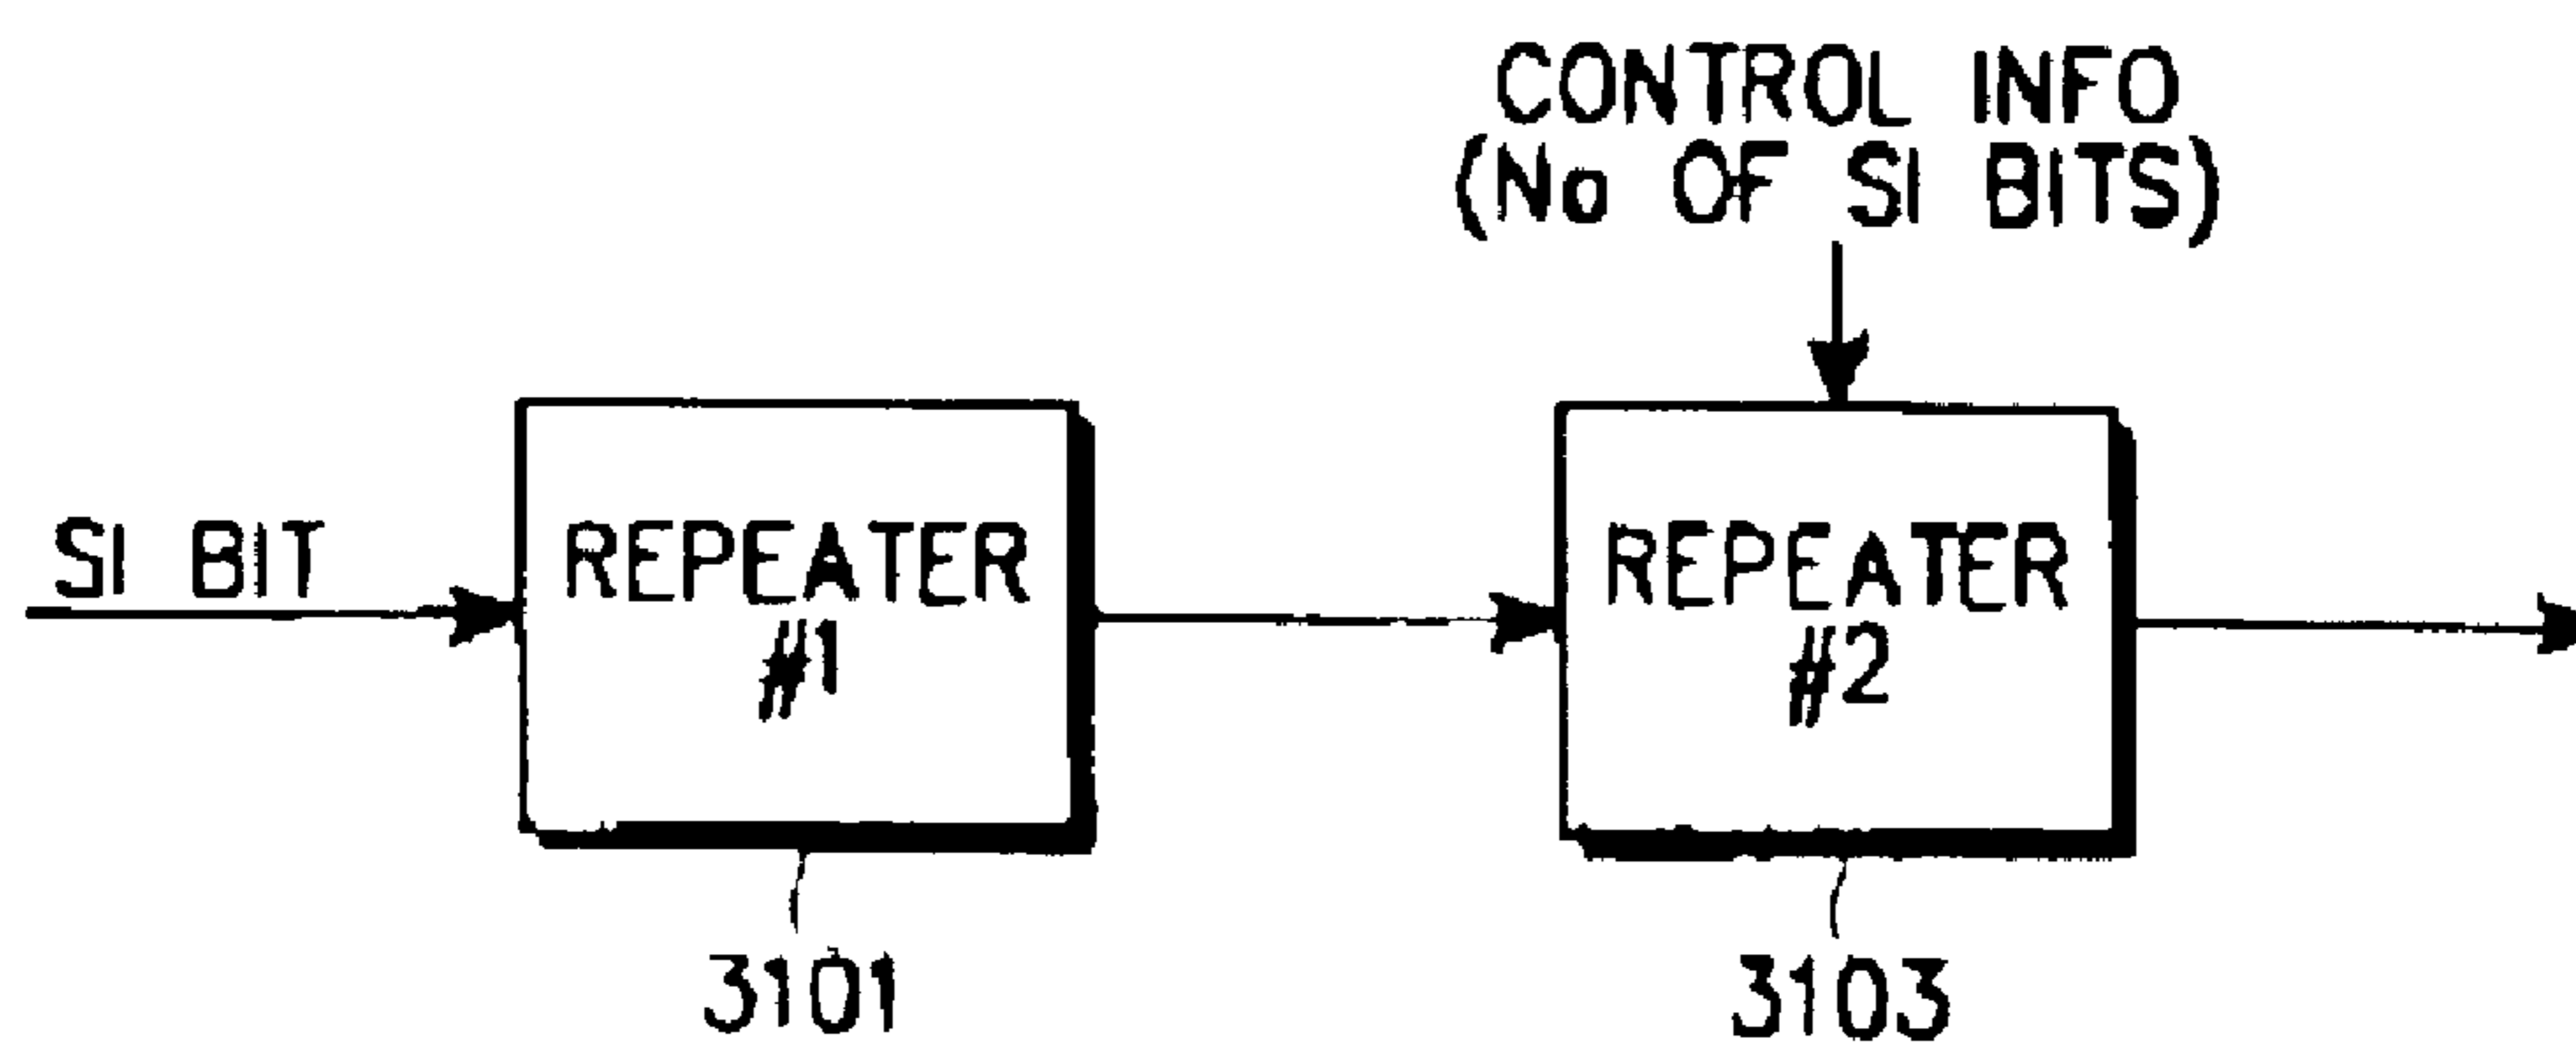 CONTROL INFO
(No OF SI BITS)
SI BIT
REPEATER
#1
REPEATER
#2
3101
3103